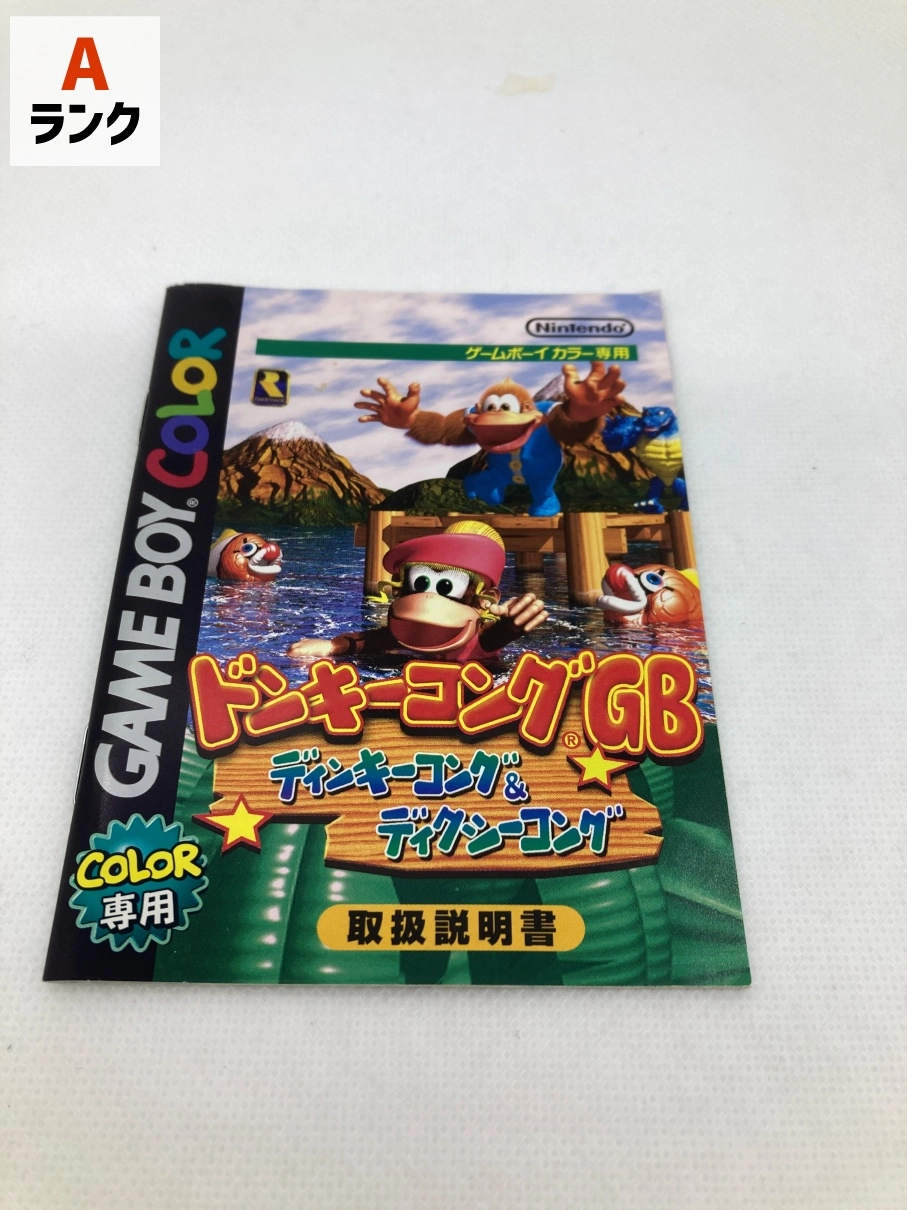 A
ランク
Nintendo®
ゲームボーイ カラー専用
R
GAME BOY® COLOR
ドンキーコング®GB
ディンキーコング&
ディクシーコング
COLOR
専用
取扱説明書